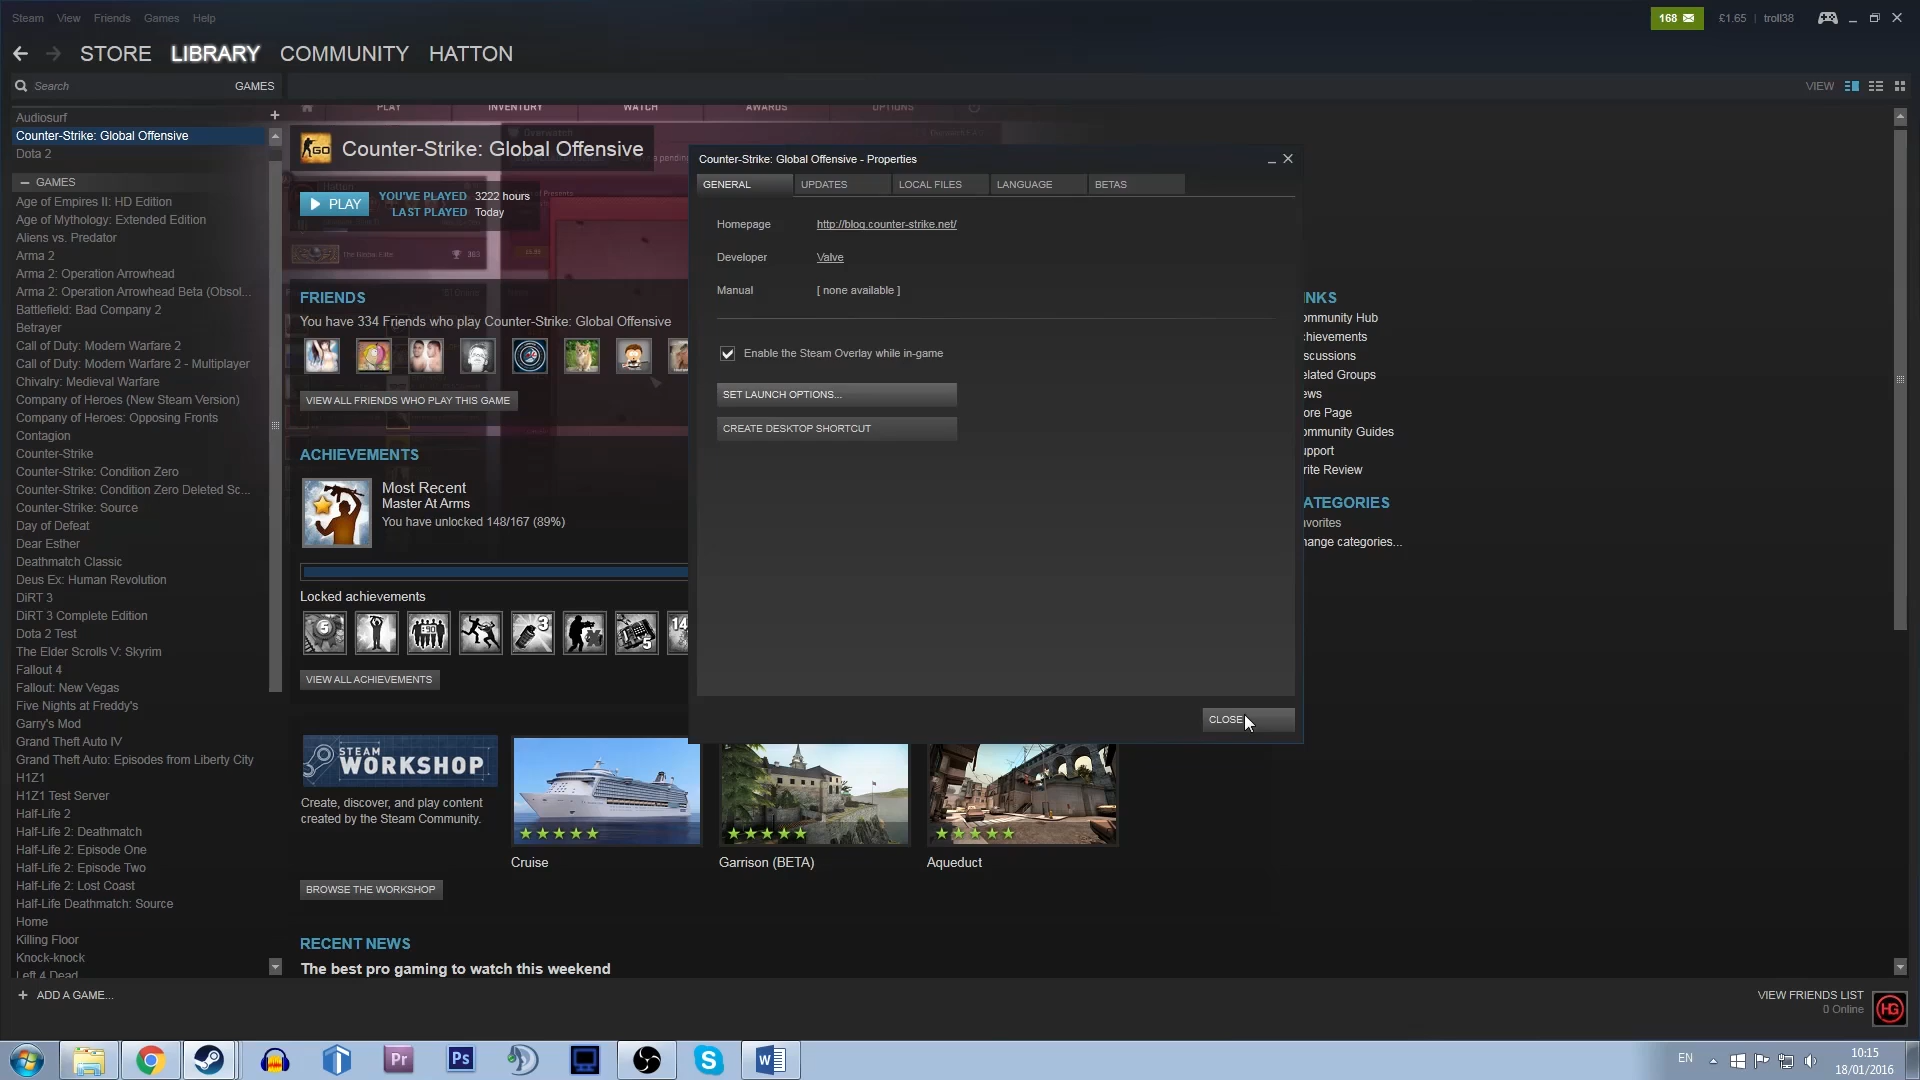 Steam View Friends Games Help
168 £1.65 | troll38
STORE LIBRARY COMMUNITY HATTON
Search GAMES
VIEW
Audiosurf
Counter-Strike: Global Offensive
Dota 2
GAMES
Age of Empires II: HD Edition
Age of Mythology: Extended Edition
Aliens vs. Predator
Arma 2
Arma 2: Operation Arrowhead
Arma 2: Operation Arrowhead Beta (Obsol...
Battlefield: Bad Company 2
Betrayer
Call of Duty: Modern Warfare 2
Call of Duty: Modern Warfare 2 - Multiplayer
Chivalry: Medieval Warfare
Company of Heroes (New Steam Version)
Company of Heroes: Opposing Fronts
Contagion
Counter-Strike
Counter-Strike: Condition Zero
Counter-Strike: Condition Zero Deleted Sc...
Counter-Strike: Source
Day of Defeat
Dear Esther
Deathmatch Classic
Deus Ex: Human Revolution
DiRT 3
DiRT 3 Complete Edition
Dota 2 Test
The Elder Scrolls V: Skyrim
Fallout 4
Fallout: New Vegas
Five Nights at Freddy's
Garry's Mod
Grand Theft Auto IV
Grand Theft Auto: Episodes from Liberty City
H1Z1
H1Z1 Test Server
Half-Life 2
Half-Life 2: Deathmatch
Half-Life 2: Episode One
Half-Life 2: Episode Two
Half-Life 2: Lost Coast
Half-Life Deathmatch: Source
Home
Killing Floor
Knock-knock
Left 4 Dead
+ ADD A GAME...
PLAY INVENTORY WATCH AWARDS OPTIONS
Overwatch
GO Counter-Strike: Global Offensive
PLAY
YOU'VE PLAYED 3222 hours
LAST PLAYED Today
383
FRIENDS
You have 334 Friends who play Counter-Strike: Global Offensive
VIEW ALL FRIENDS WHO PLAY THIS GAME
ACHIEVEMENTS
Most Recent
Master At Arms
You have unlocked 148/167 (89%)
Locked achievements
5
:90
3
5
14
VIEW ALL ACHIEVEMENTS
STEAM
WORKSHOP
Create, discover, and play content
created by the Steam Community.
BROWSE THE WORKSHOP
Cruise
Garrison (BETA)
Aqueduct
RECENT NEWS
The best pro gaming to watch this weekend
Counter-Strike: Global Offensive - Properties
GENERAL UPDATES LOCAL FILES LANGUAGE BETAS
Homepage http://blog.counter-strike.net/
Developer Valve
Manual [ none available ]
Enable the Steam Overlay while in-game
SET LAUNCH OPTIONS...
CREATE DESKTOP SHORTCUT
CLOSE
INKS
ommunity Hub
chievements
scussions
elated Groups
ews
ore Page
ommunity Guides
upport
rite Review
ATEGORIES
avorites
hange categories...
VIEW FRIENDS LIST
0 Online
HG
Pr Ps W
EN
10:15
18/01/2016